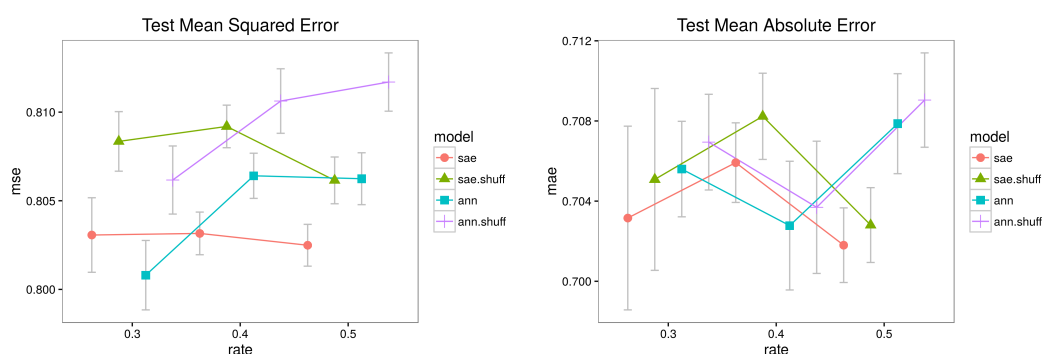 Test Mean Squared Error
0.810
0.805
0.800
mse
0.3
0.4
0.5
rate
model
sae
sae.shuff
ann
ann.shuff
Test Mean Absolute Error
0.712
0.708
0.704
0.700
mae
0.3
0.4
0.5
rate
model
sae
sae.shuff
ann
ann.shuff